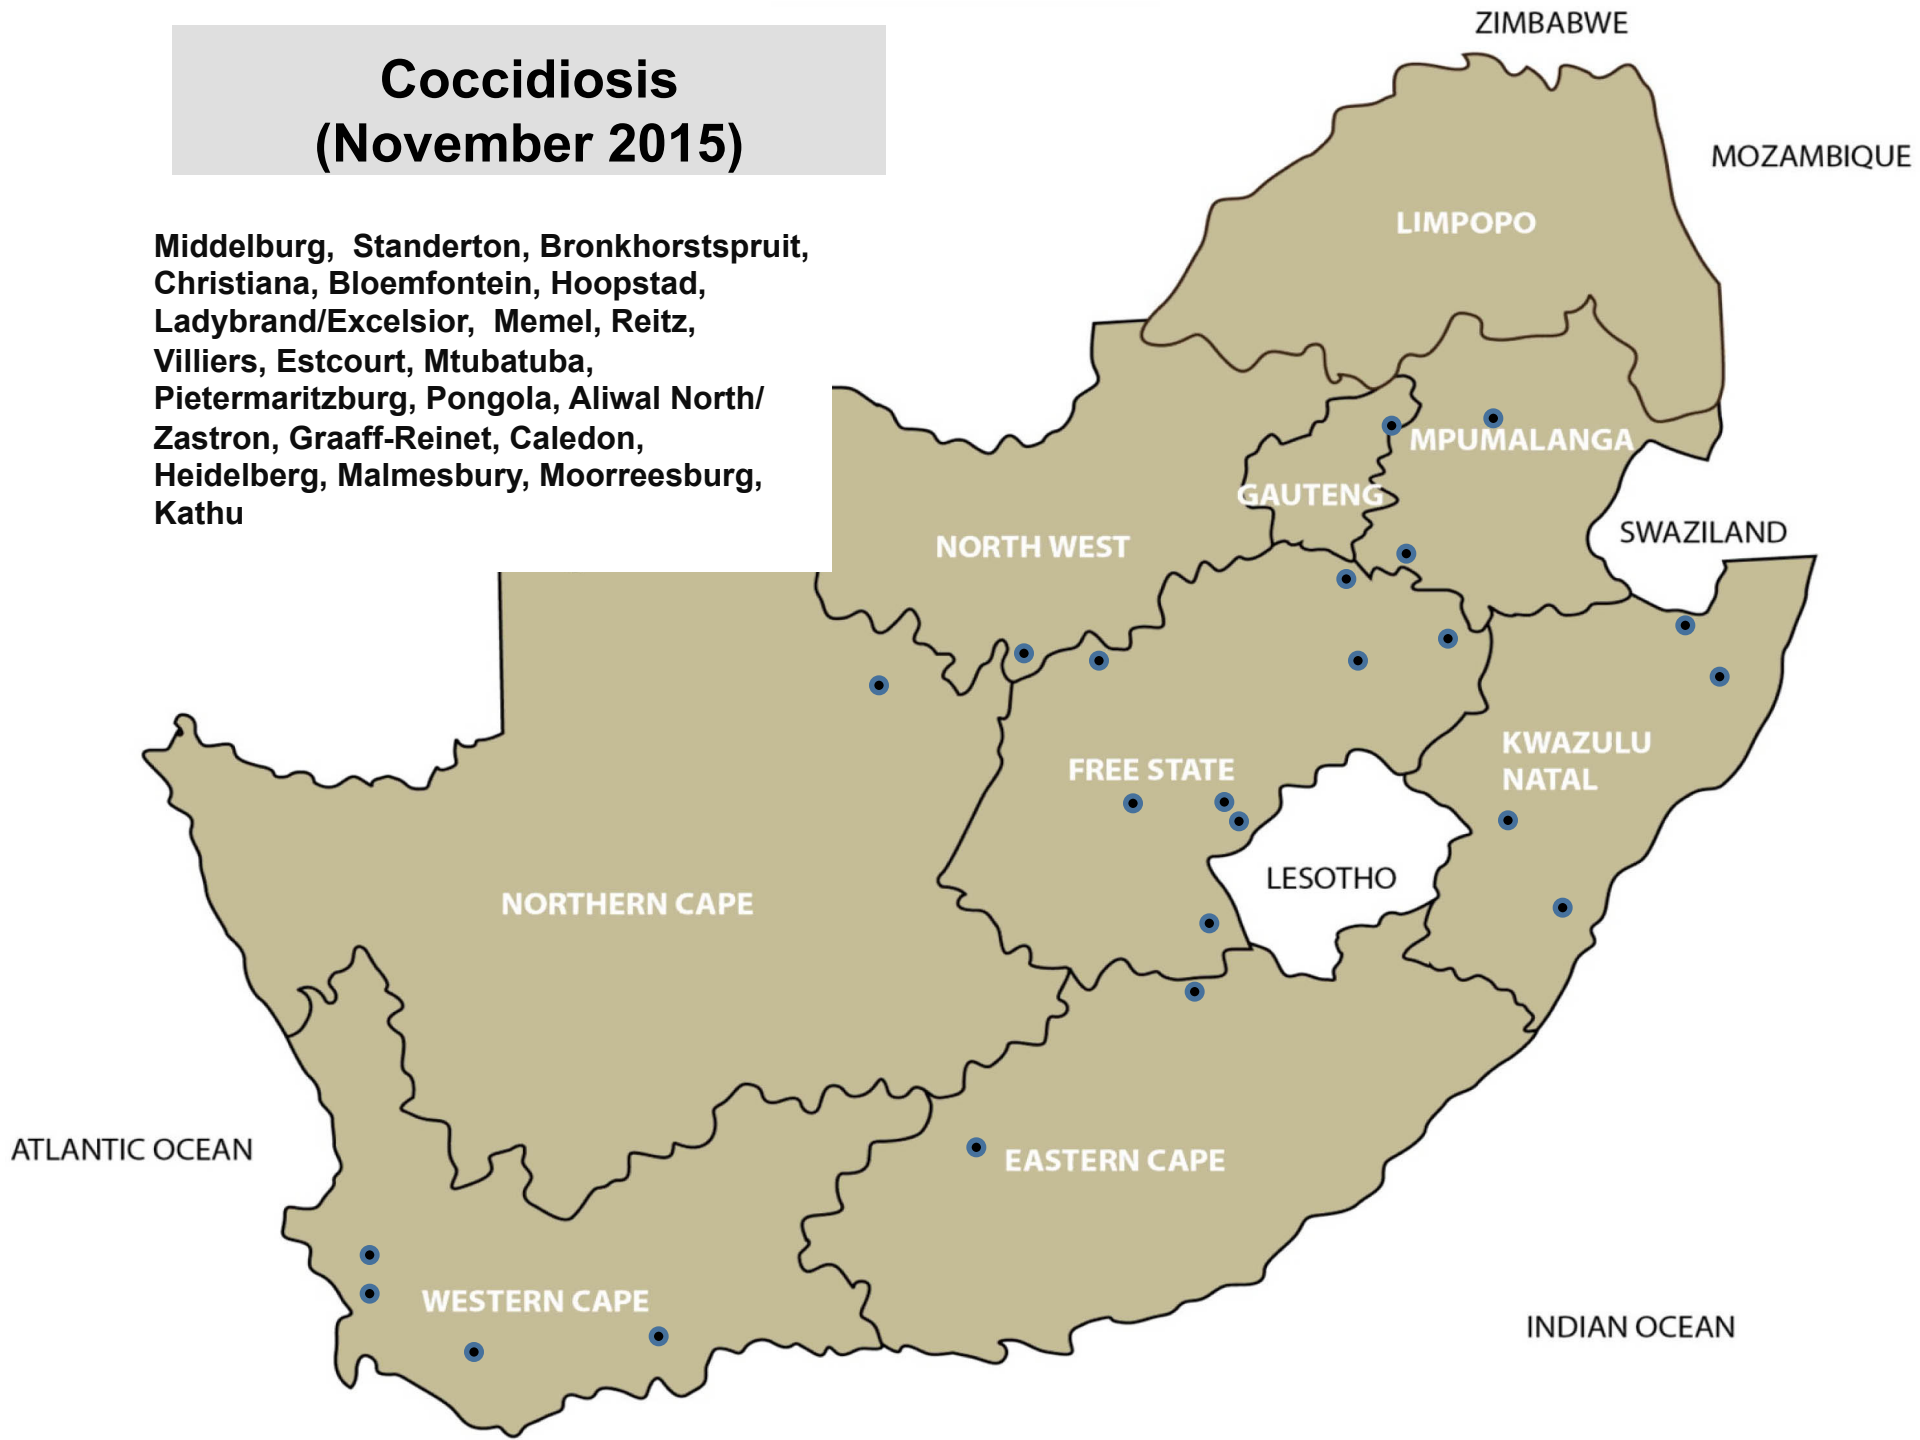 Coccidiosis
(November 2015)
Middelburg,  Standerton, Bronkhorstspruit,
Christiana, Bloemfontein, Hoopstad,
Ladybrand/Excelsior,  Memel, Reitz,
Villiers, Estcourt, Mtubatuba,
Pietermaritzburg, Pongola, Aliwal North/
Zastron, Graaff-Reinet, Caledon,
Heidelberg, Malmesbury, Moorreesburg,
Kathu
ZIMBABWE
MOZAMBIQUE
LIMPOPO
MPUMALANGA
GAUTENG
SWAZILAND
NORTH WEST
KWAZULU
NATAL
FREE STATE
LESOTHO
NORTHERN CAPE
ATLANTIC OCEAN
EASTERN CAPE
WESTERN CAPE
INDIAN OCEAN